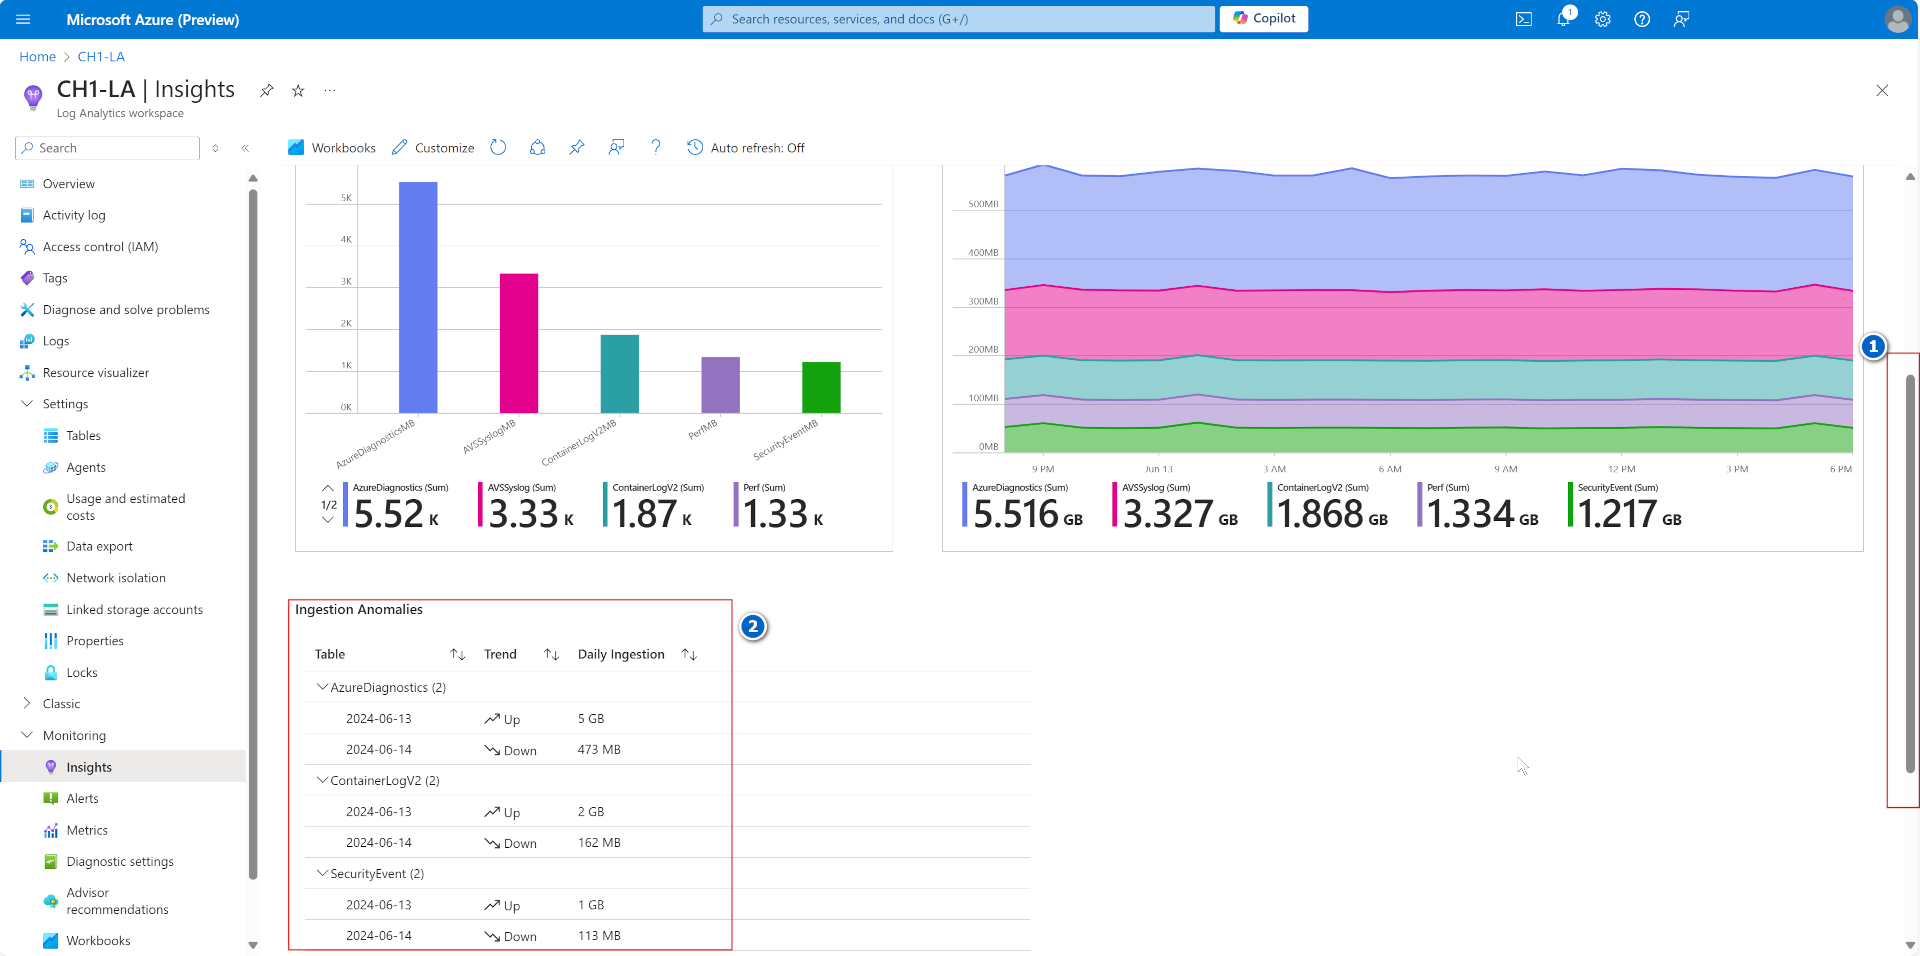 Microsoft Azure (Preview)
Search resources, services, and docs (G+/)
Copilot
1
Home > CH1-LA
CH1-LA | Insights
Log Analytics workspace
Search
Workbooks
Customize
Auto refresh: Off
Overview
Activity log
Access control (IAM)
Tags
Diagnose and solve problems
Logs
Resource visualizer
Settings
Tables
Agents
Usage and estimated
costs
Data export
Network isolation
Linked storage accounts
Properties
Locks
Classic
Monitoring
Insights
Alerts
Metrics
Diagnostic settings
Advisor
recommendations
Workbooks
5K
4K
3K
2K
1K
0K
AzureDiagnosticsMB
AVSSyslogMB
ContainerLogV2MB
PerfMB
SecurityEventMB
1/2
AzureDiagnostics (Sum)
5.52 K
AVSSyslog (Sum)
3.33 K
ContainerLogV2 (Sum)
1.87 K
Perf (Sum)
1.33 K
500MB
400MB
300MB
200MB
100MB
0MB
9 PM
Jun 13
3 AM
6 AM
9 AM
12 PM
3 PM
6 PM
AzureDiagnostics (Sum)
5.516 GB
AVSSyslog (Sum)
3.327 GB
ContainerLogV2 (Sum)
1.868 GB
Perf (Sum)
1.334 GB
SecurityEvent (Sum)
1.217 GB
1
Ingestion Anomalies
2
Table Trend Daily Ingestion
AzureDiagnostics (2)
2024-06-13 Up 5 GB
2024-06-14 Down 473 MB
ContainerLogV2 (2)
2024-06-13 Up 2 GB
2024-06-14 Down 162 MB
SecurityEvent (2)
2024-06-13 Up 1 GB
2024-06-14 Down 113 MB